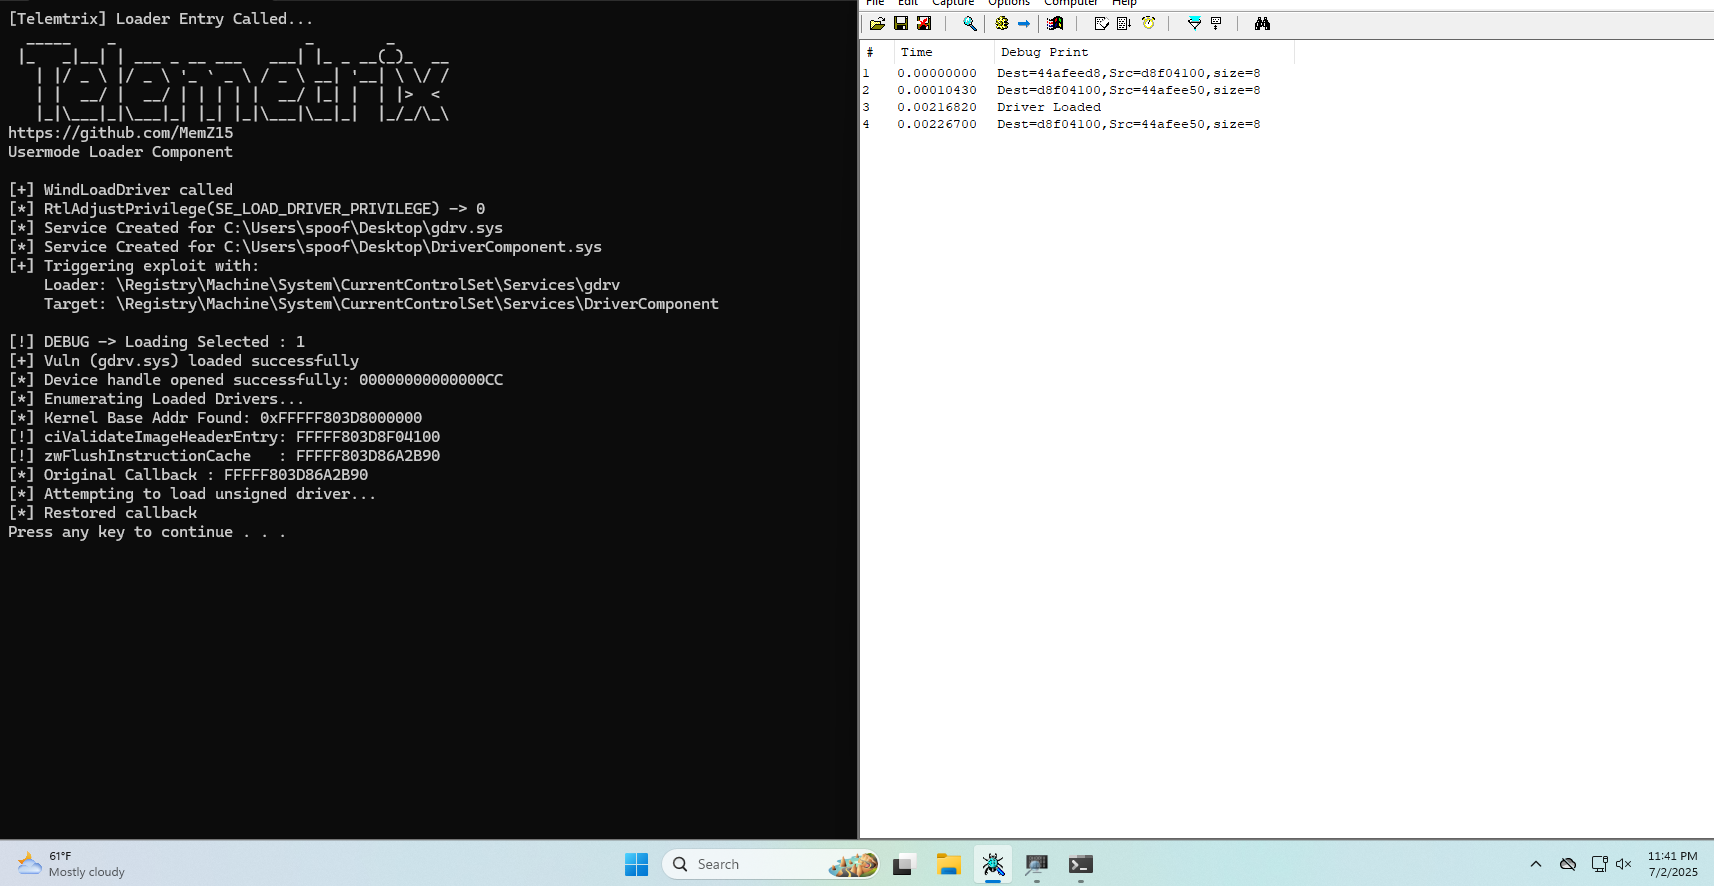 [Telemtrix] Loader Entry Called...
Telemetrix
https://github.com/MemZ15
Usermode Loader Component
[+] WindLoadDriver called
[*] RtlAdjustPrivilege(SE_LOAD_DRIVER_PRIVILEGE) -> 0
[*] Service Created for C:\Users\spoof\Desktop\gdrv.sys
[*] Service Created for C:\Users\spoof\Desktop\DriverComponent.sys
[+] Triggering exploit with:
Loader: \Registry\Machine\System\CurrentControlSet\Services\gdrv
Target: \Registry\Machine\System\CurrentControlSet\Services\DriverComponent
[!] DEBUG -> Loading Selected : 1
[+] Vuln (gdrv.sys) loaded successfully
[*] Device handle opened successfully: 00000000000000CC
[*] Enumerating Loaded Drivers...
[*] Kernel Base Addr Found: 0xFFFFF803D8000000
[!] ciValidateImageHeaderEntry: FFFFF803D8F04100
[!] zwFlushInstructionCache   : FFFFF803D86A2B90
[*] Original Callback : FFFFF803D86A2B90
[*] Attempting to load unsigned driver...
[*] Restored callback
Press any key to continue . . .
File Edit Capture Options Computer Help
# Time Debug Print
1 0.00000000 Dest=44afeed8,Src=d8f04100,size=8
2 0.00010430 Dest=d8f04100,Src=44afee50,size=8
3 0.00216820 Driver Loaded
4 0.00226700 Dest=d8f04100,Src=44afee50,size=8
61°F
Mostly cloudy
Search
11:41 PM
7/2/2025